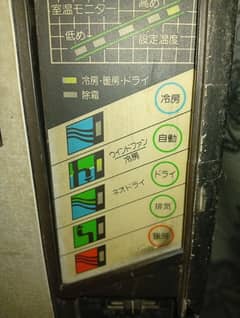 室温モニター
高め
低め
設定温度
冷房・暖房・ドライ
除霜
冷房
ウインドファン
冷房
自動
ネオドライ
ドライ
排気
暖房